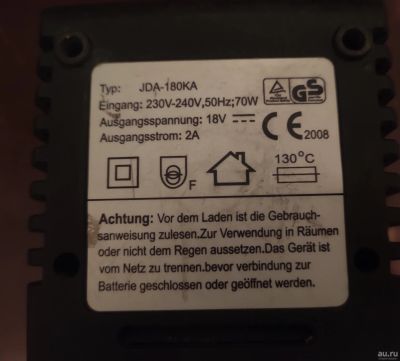 Typ: JDA-180KA
Eingang: 230V-240V,50Hz;70W
Ausgangsspannung: 18V
Ausgangsstrom: 2A
GS
CE 2008
F
130°C
Achtung: Vor dem Laden ist die Gebrauch-
sanweisung zulesen.Zur Verwendung in Räumen
oder nicht dem Regen aussetzen.Das Gerät ist
vom Netz zu trennen.bevor verbindung zur
Batterie geschlossen oder geöffnet werden.
au.ru